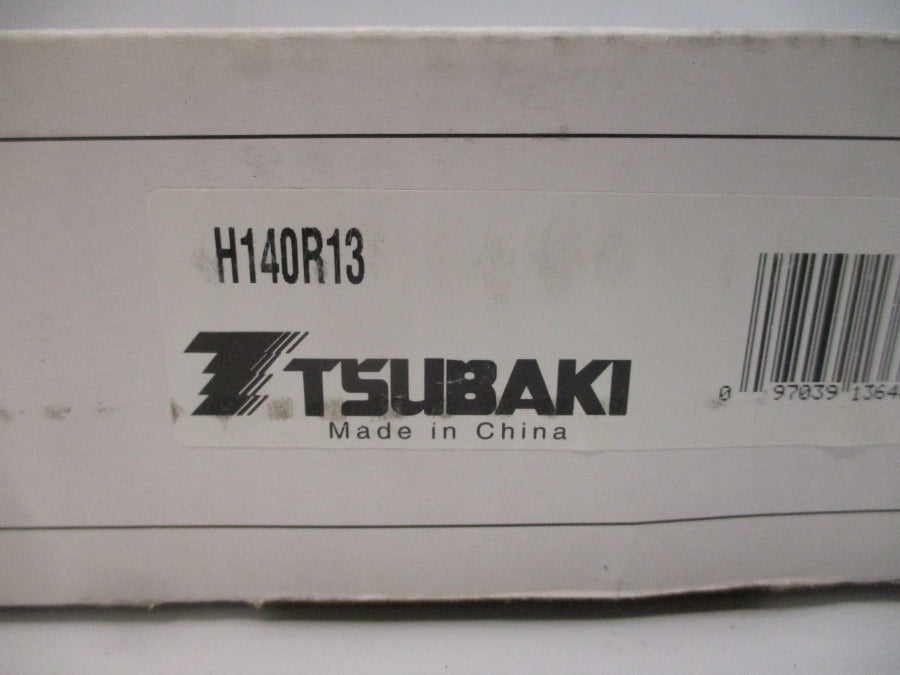 H140R13
TSUBAKI
Made in China
0 97039 1364